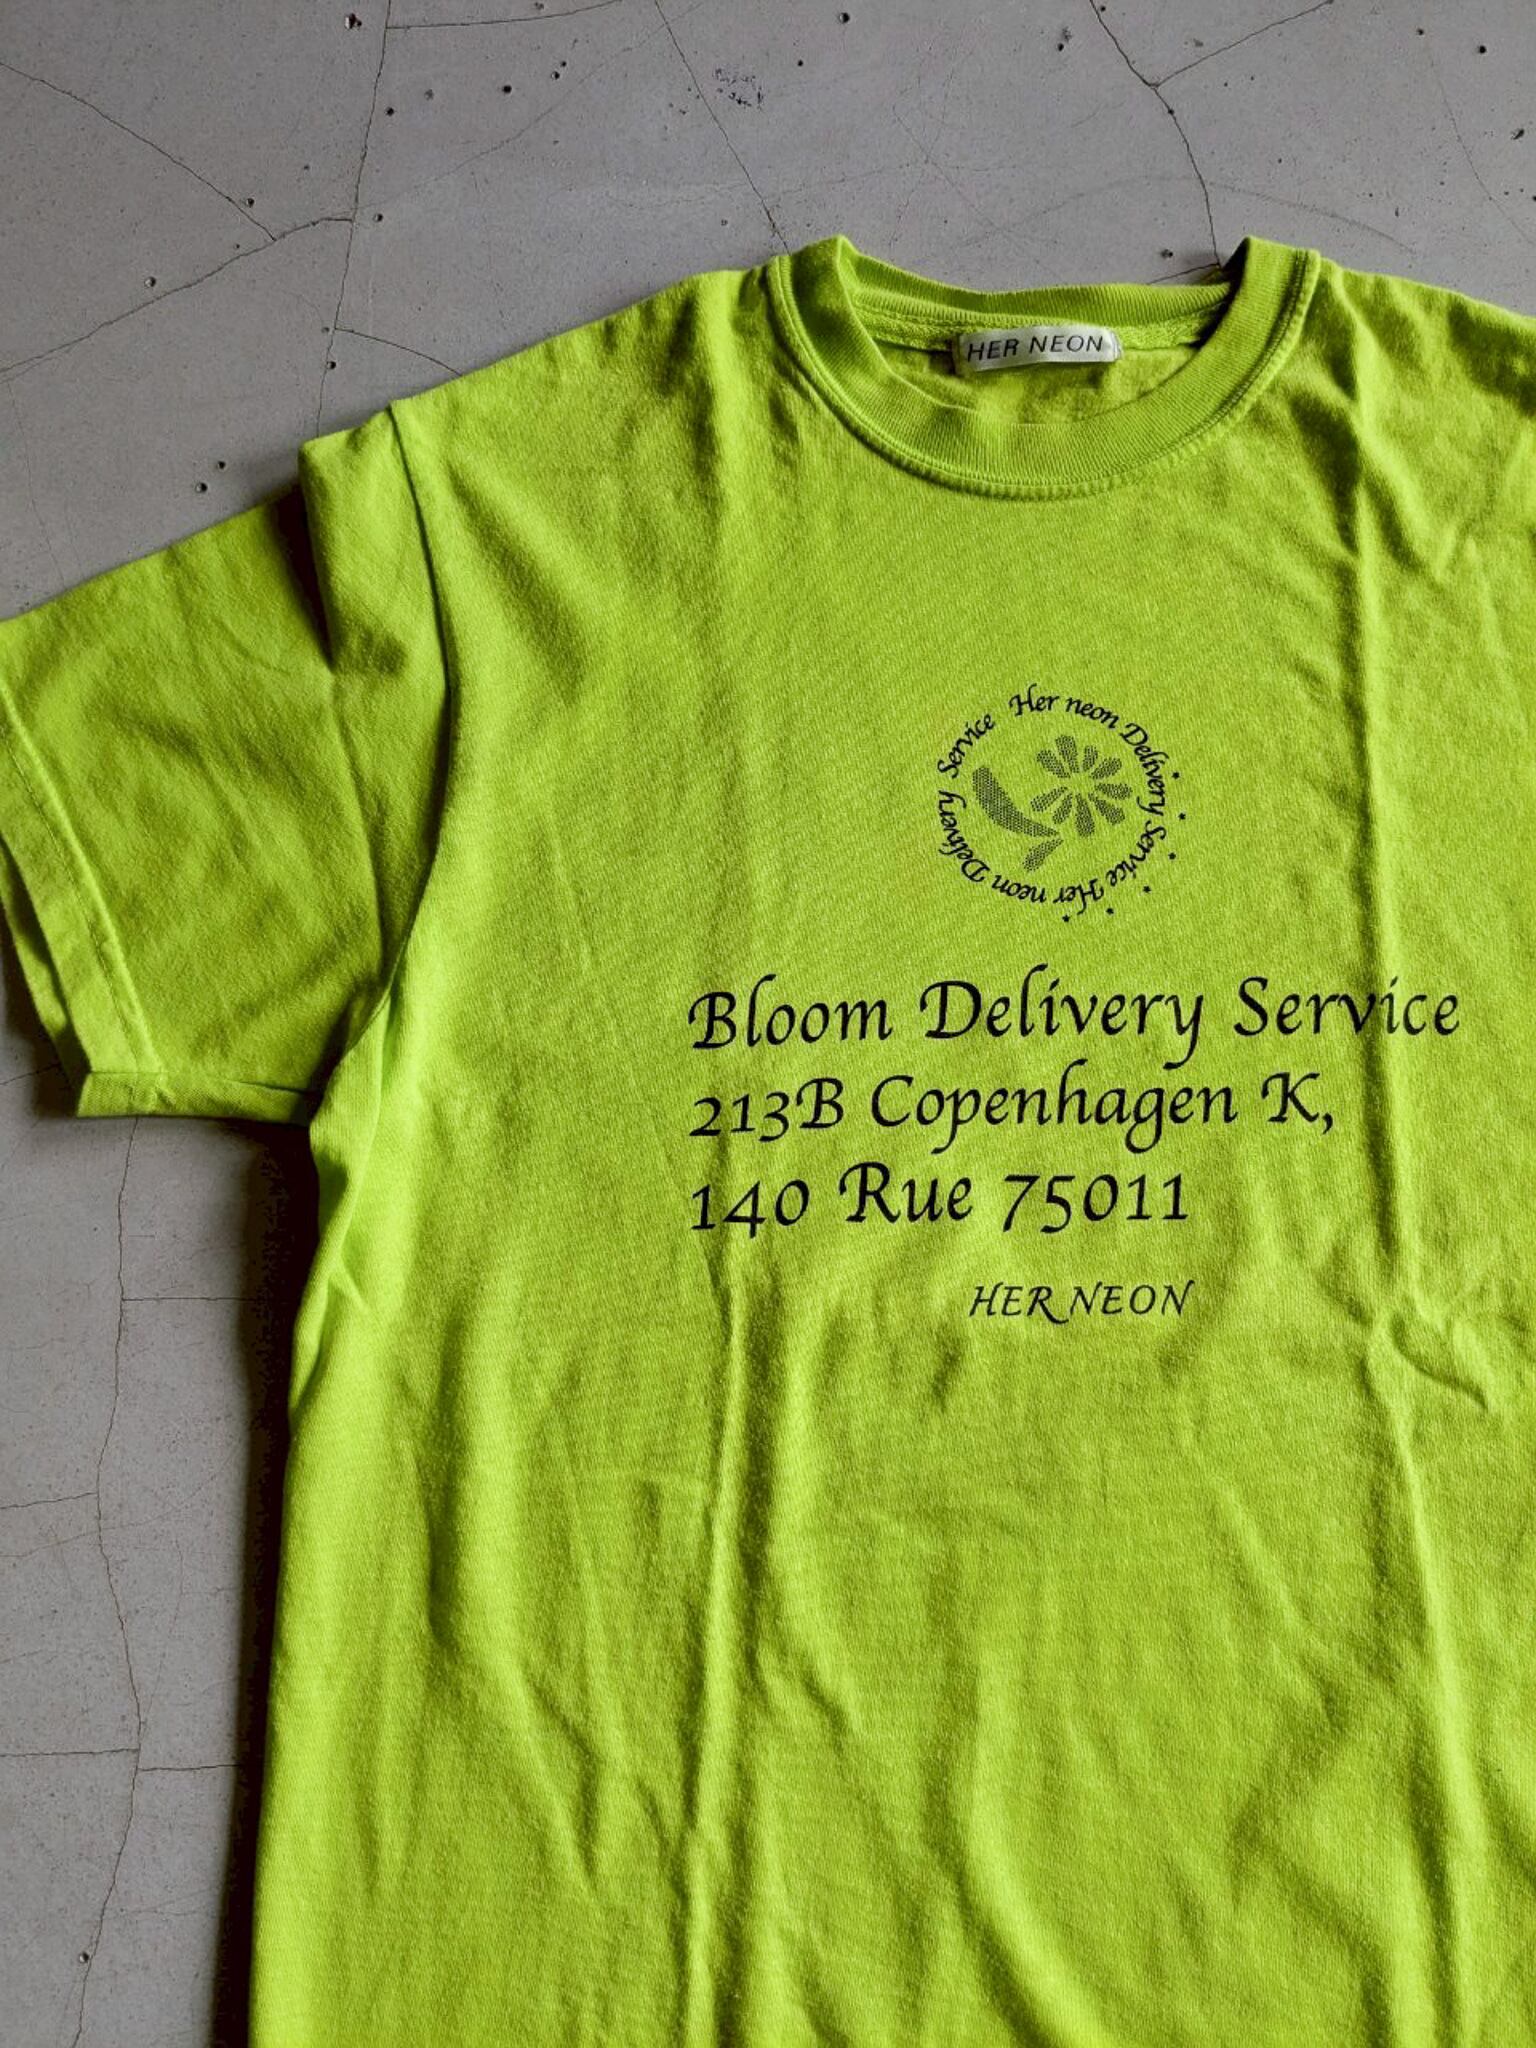 HER NEON
Her neon Delivery Service Her neon Delivery Service
Bloom Delivery Service
213B Copenhagen K,
140 Rue 75011
HER NEON